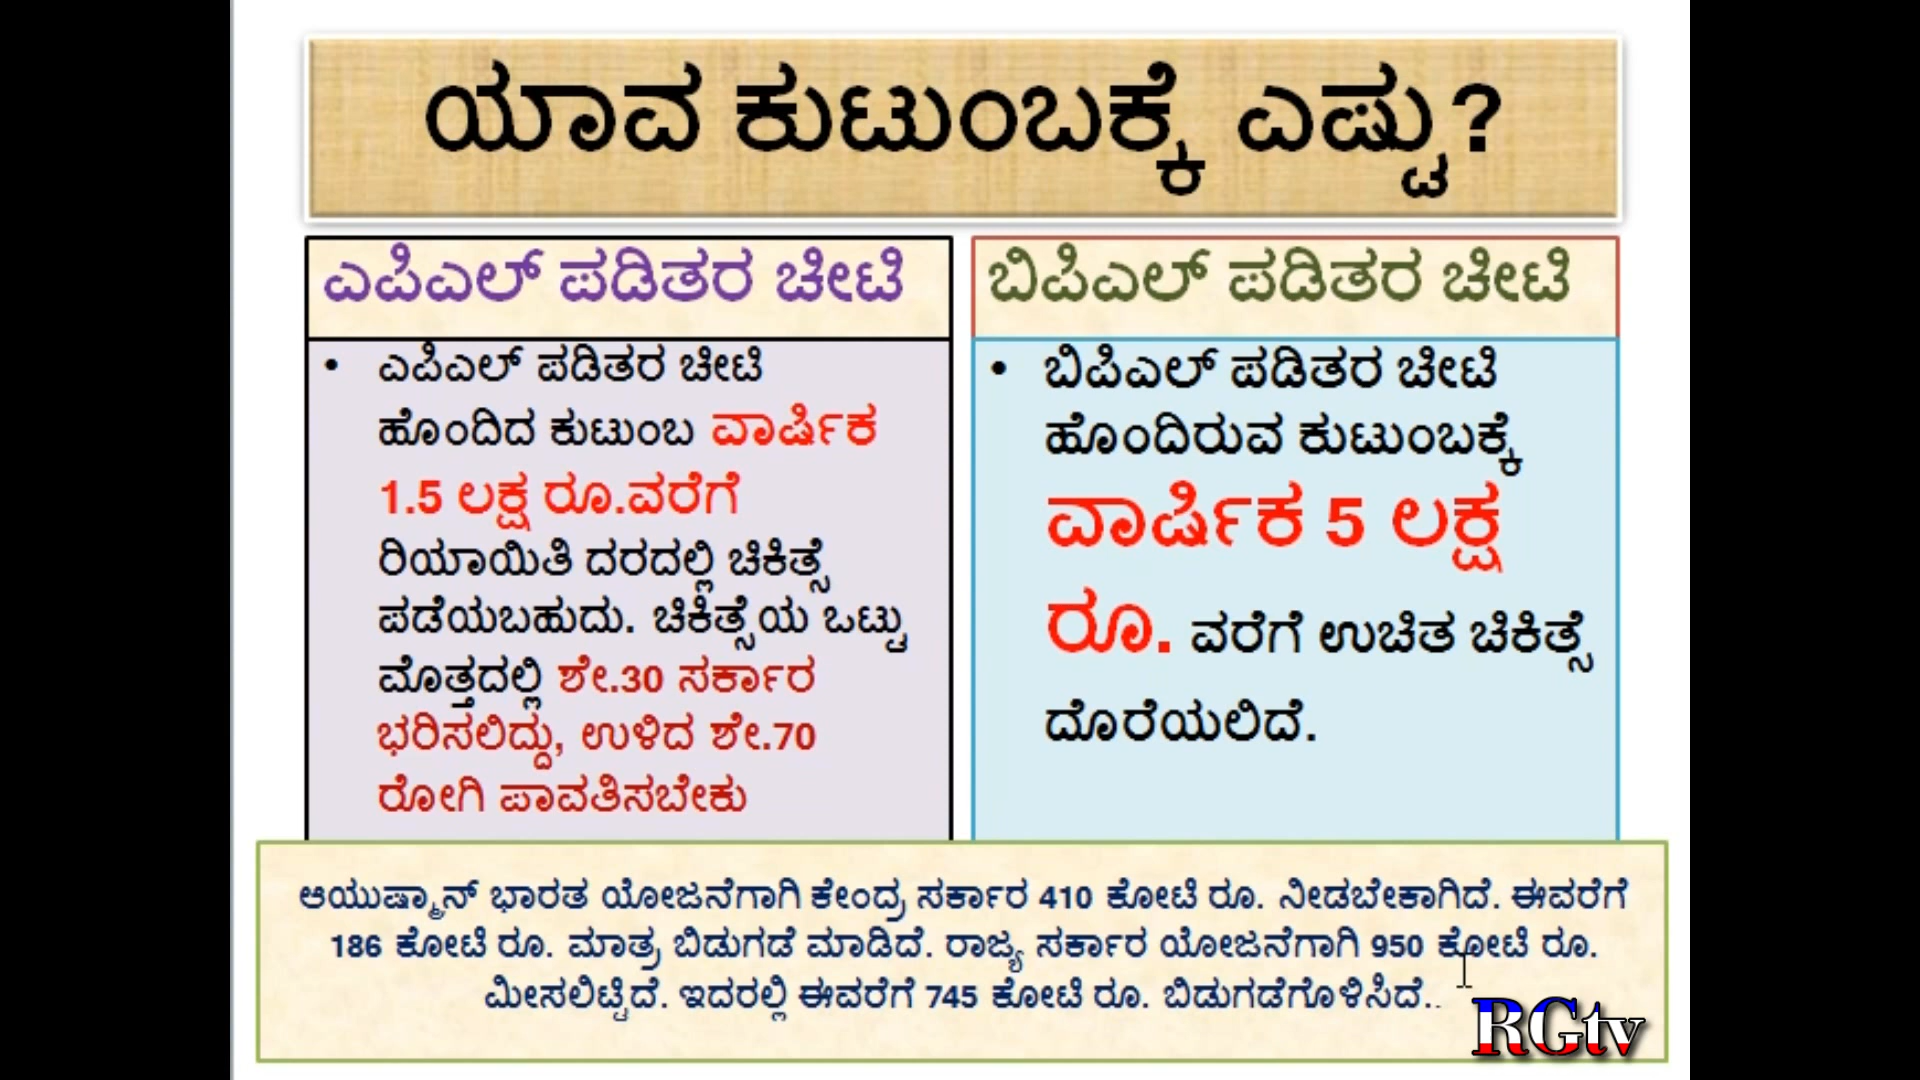 ಯಾವ ಕುಟುಂಬಕ್ಕೆ ಎಷ್ಟು?
ಎಪಿಎಲ್ ಪಡಿತರ ಚೀಟಿ
• ಎಪಿಎಲ್ ಪಡಿತರ ಚೀಟಿ
ಹೊಂದಿದ ಕುಟುಂಬ ವಾರ್ಷಿಕ
1.5 ಲಕ್ಷ ರೂ.ವರೆಗೆ
ರಿಯಾಯಿತಿ ದರದಲ್ಲಿ ಚಿಕಿತ್ಸೆ
ಪಡೆಯಬಹುದು. ಚಿಕಿತ್ಸೆಯ ಒಟ್ಟು
ಮೊತ್ತದಲ್ಲಿ ಶೇ.30 ಸರ್ಕಾರ
ಭರಿಸಲಿದ್ದು, ಉಳಿದ ಶೇ.70
ರೋಗಿ ಪಾವತಿಸಬೇಕು
ಬಿಪಿಎಲ್ ಪಡಿತರ ಚೀಟಿ
• ಬಿಪಿಎಲ್ ಪಡಿತರ ಚೀಟಿ
ಹೊಂದಿರುವ ಕುಟುಂಬಕ್ಕೆ
ವಾರ್ಷಿಕ 5 ಲಕ್ಷ
ರೂ. ವರೆಗೆ ಉಚಿತ ಚಿಕಿತ್ಸೆ
ದೊರೆಯಲಿದೆ.
ಆಯುಷ್ಮಾನ್ ಭಾರತ ಯೋಜನೆಗಾಗಿ ಕೇಂದ್ರ ಸರ್ಕಾರ 410 ಕೋಟಿ ರೂ. ನೀಡಬೇಕಾಗಿದೆ. ಈವರೆಗೆ
186 ಕೋಟಿ ರೂ. ಮಾತ್ರ ಬಿಡುಗಡೆ ಮಾಡಿದೆ. ರಾಜ್ಯ ಸರ್ಕಾರ ಯೋಜನೆಗಾಗಿ 950 ಕೋಟಿ ರೂ.
ಮೀಸಲಿಟ್ಟಿದೆ. ಇದರಲ್ಲಿ ಈವರೆಗೆ 745 ಕೋಟಿ ರೂ. ಬಿಡುಗಡೆಗೊಳಿಸಿದೆ..
RGtv